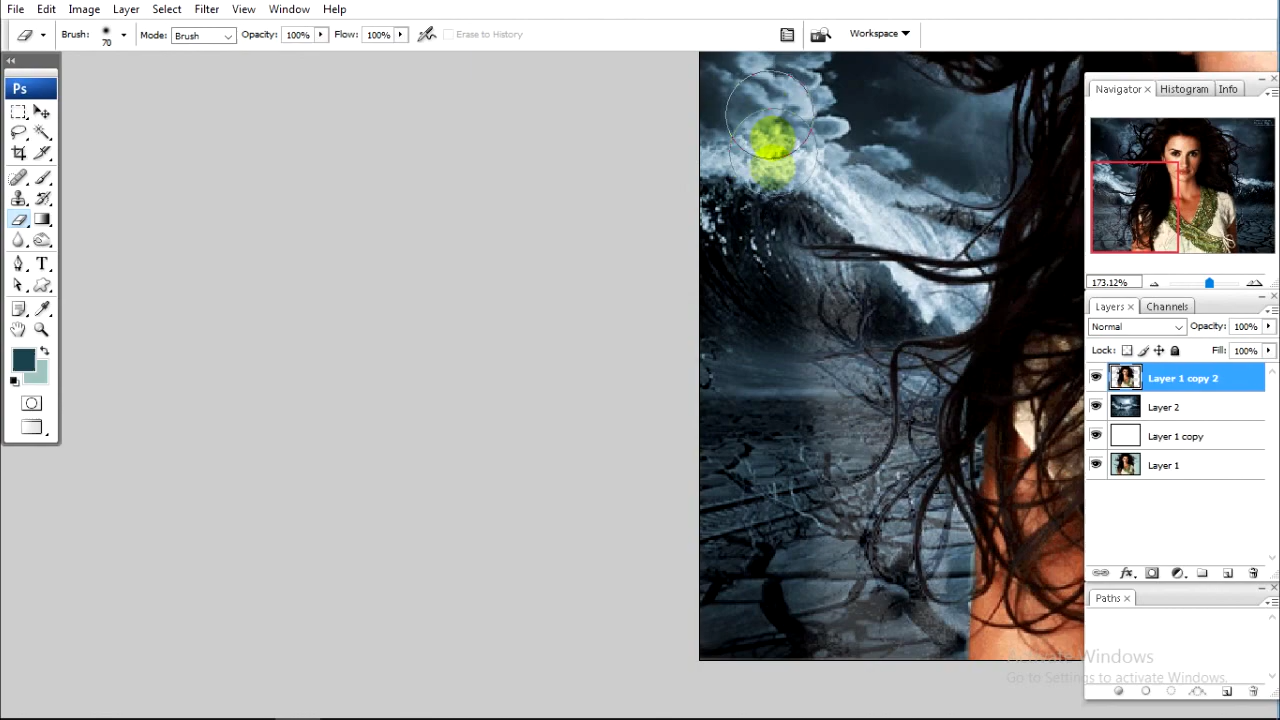 File Edit Image Layer Select Filter View Window Help
Brush: 70 Mode: Brush Opacity: 100% Flow: 100% Erase to History Workspace
Ps
Navigator Histogram Info
173.12%
Layers Channels
Normal Opacity: 100%
Lock: Fill: 100%
Layer 1 copy 2
Layer 2
Layer 1 copy
Layer 1
Paths
Activate Windows
Go to Settings to activate Windows.